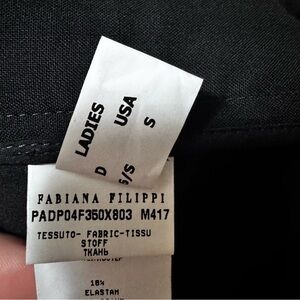 LADIES
USA
D
S
FABIANA FILIPPI
PADP04F350X803 M417
TESSUTO- FABRIC-TISSU
STOFF
ТКАНЬ
18%
ELASTAN